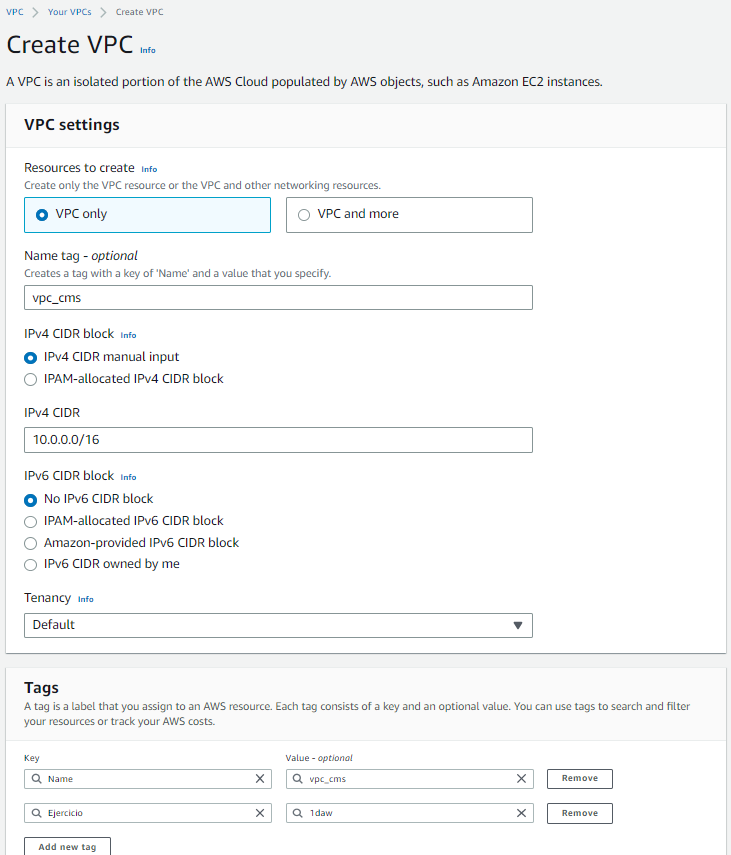 VPC > Your VPCs > Create VPC
Create VPC Info
A VPC is an isolated portion of the AWS Cloud populated by AWS objects, such as Amazon EC2 instances.
VPC settings
Resources to create Info
Create only the VPC resource or the VPC and other networking resources.
VPC only
VPC and more
Name tag - optional
Creates a tag with a key of 'Name' and a value that you specify.
vpc_cms
IPv4 CIDR block Info
IPv4 CIDR manual input
IPAM-allocated IPv4 CIDR block
IPv4 CIDR
10.0.0.0/16
IPv6 CIDR block Info
No IPv6 CIDR block
IPAM-allocated IPv6 CIDR block
Amazon-provided IPv6 CIDR block
IPv6 CIDR owned by me
Tenancy Info
Default
Tags
A tag is a label that you assign to an AWS resource. Each tag consists of a key and an optional value. You can use tags to search and filter
your resources or track your AWS costs.
Key Value - optional
Name vpc_cms Remove
Ejercicio 1daw Remove
Add new tag